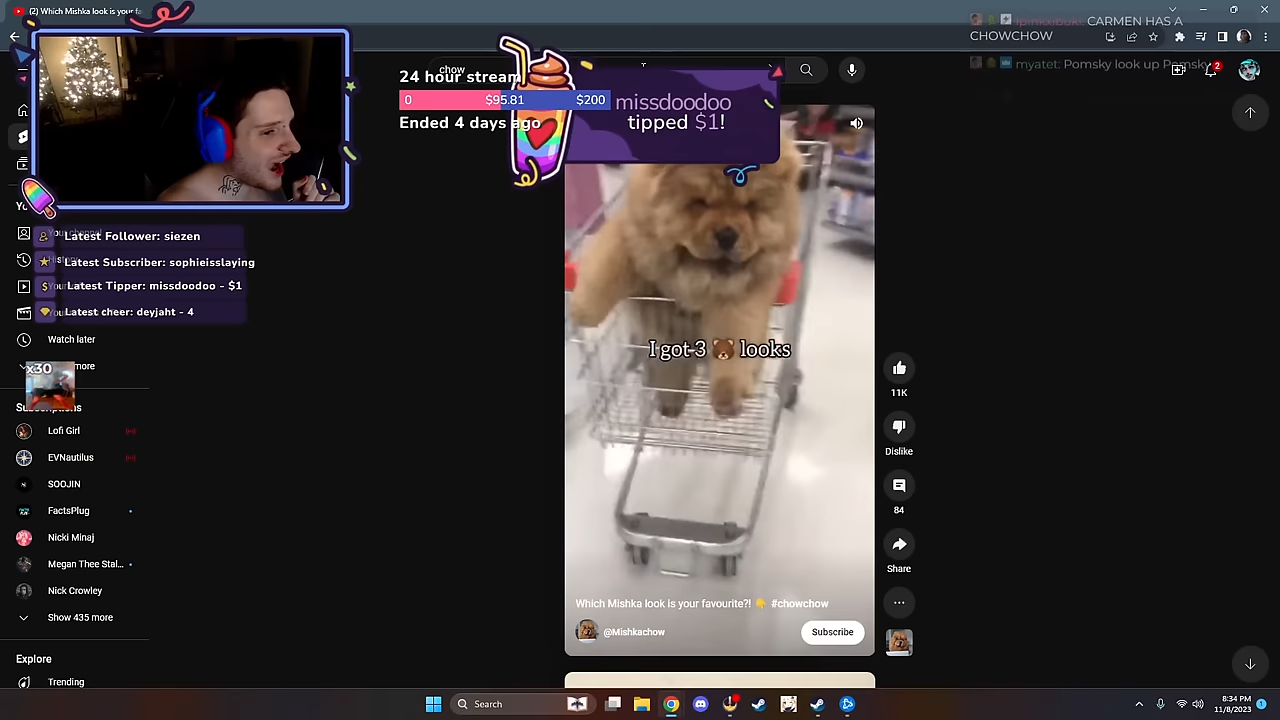 (2) Which Mishka look is your fa
lpinkxibuki: CARMEN HAS A
CHOWCHOW
myatet: Pomsky look up Pomsky
2
chow
24 hour stream
0 $95.81 $200
Ended 4 days ago
missdoodoo
tipped $1!
Latest Follower: siezen
Latest Subscriber: sophieisslaying
Latest Tipper: missdoodoo - $1
Latest cheer: deyjaht - 4
Watch later
more
x30
Subscriptions
Lofi Girl
EVNautilus
SOOJIN
FactsPlug
Nicki Minaj
Megan Thee Stal...
Nick Crowley
Show 435 more
Explore
Trending
I got 3 🐻 looks
11K
Dislike
84
Share
Which Mishka look is your favourite?! 👇 #chowchow
@Mishkachow
Subscribe
Search
8:34 PM
11/8/2023
1